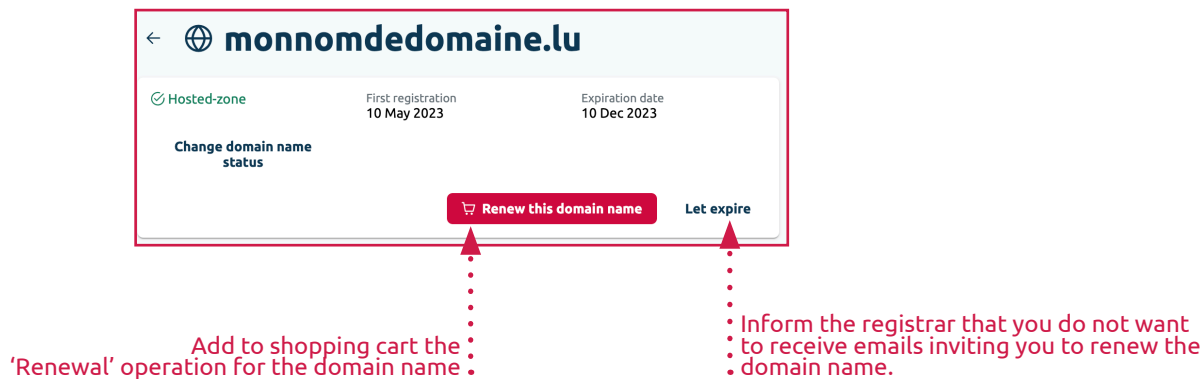 monnomdedomaine.lu
Hosted-zone
First registration
10 May 2023
Expiration date
10 Dec 2023
Change domain name
status
Renew this domain name
Let expire
Add to shopping cart the
‘Renewal’ operation for the domain name
Inform the registrar that you do not want
to receive emails inviting you to renew the
domain name.